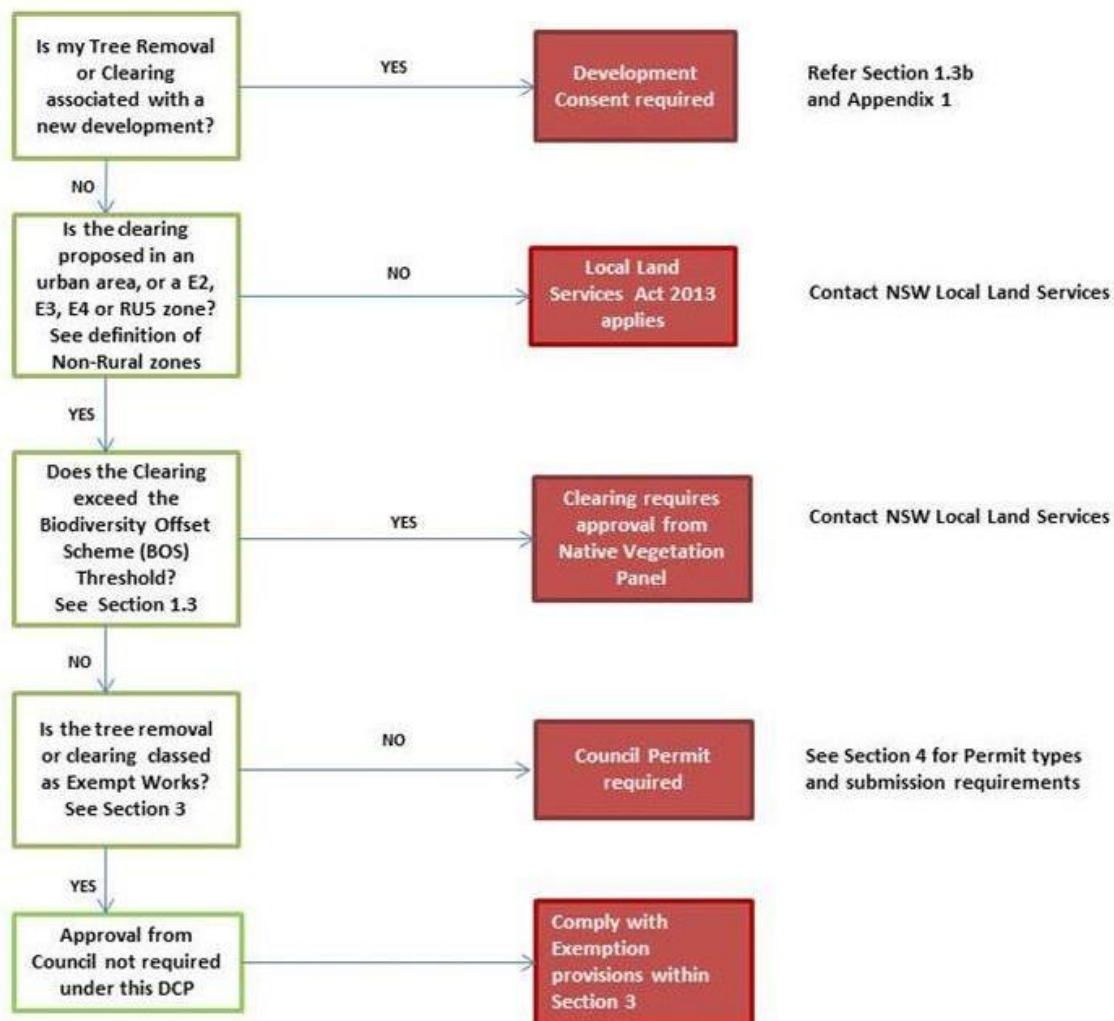 Is my Tree Removal
or Clearing
associated with a
new development?
YES
Development
Consent required
Refer Section 1.3b
and Appendix 1
NO
Is the clearing
proposed in an
urban area, or a E2,
E3, E4 or RU5 zone?
See definition of
Non-Rural zones
NO
Local Land
Services Act 2013
applies
Contact NSW Local Land Services
YES
Does the Clearing
exceed the
Biodiversity Offset
Scheme (BOS)
Threshold?
See Section 1.3
YES
Clearing requires
approval from
Native Vegetation
Panel
Contact NSW Local Land Services
NO
Is the tree removal
or clearing classed
as Exempt Works?
See Section 3
NO
Council Permit
required
See Section 4 for Permit types
and submission requirements
YES
Approval from
Council not required
under this DCP
Comply with
Exemption
provisions within
Section 3